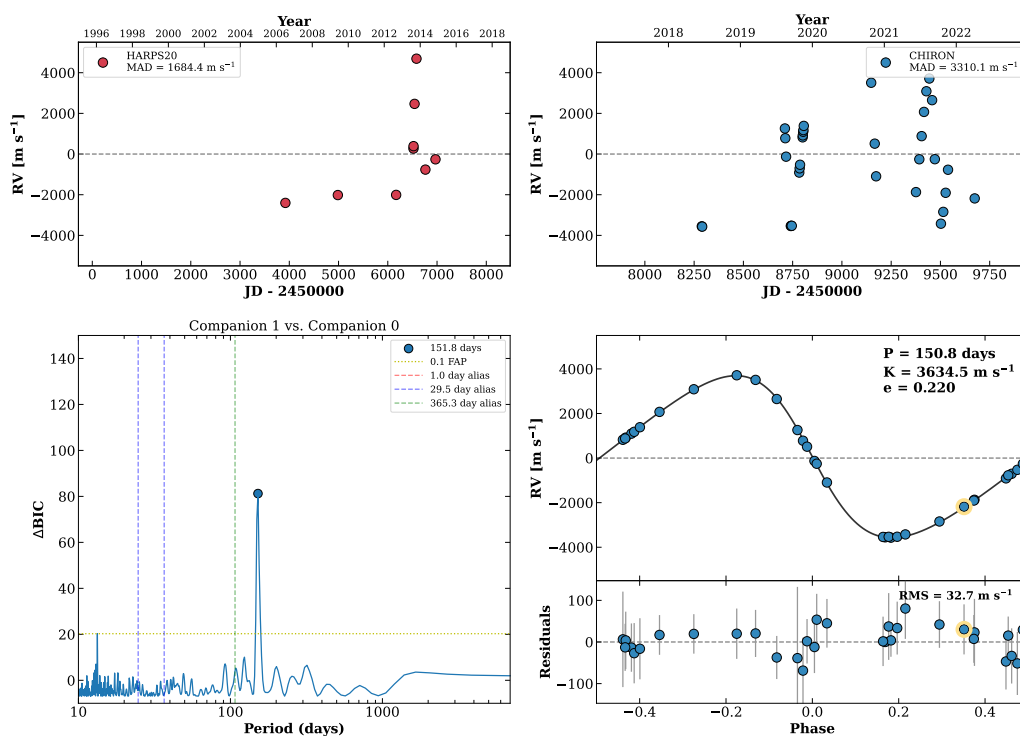 Year
1996 1998 2000 2002 2004 2006 2008 2010 2012 2014 2016 2018
HARPS20
MAD = 1684.4 m s⁻¹
RV [m s⁻¹]
4000
2000
0
−2000
−4000
0 1000 2000 3000 4000 5000 6000 7000 8000
JD - 2450000
Year
2018 2019 2020 2021 2022
CHIRON
MAD = 3310.1 m s⁻¹
RV [m s⁻¹]
4000
2000
0
−2000
−4000
8000 8250 8500 8750 9000 9250 9500 9750
JD - 2450000
Companion 1 vs. Companion 0
151.8 days
0.1 FAP
1.0 day alias
29.5 day alias
365.3 day alias
ΔBIC
140
120
100
80
60
40
20
0
10 100 1000
Period (days)
P = 150.8 days
K = 3634.5 m s⁻¹
e = 0.220
RV [m s⁻¹]
4000
2000
0
−2000
−4000
RMS = 32.7 m s⁻¹
Residuals
100
0
−100
−0.4 −0.2 0.0 0.2 0.4
Phase